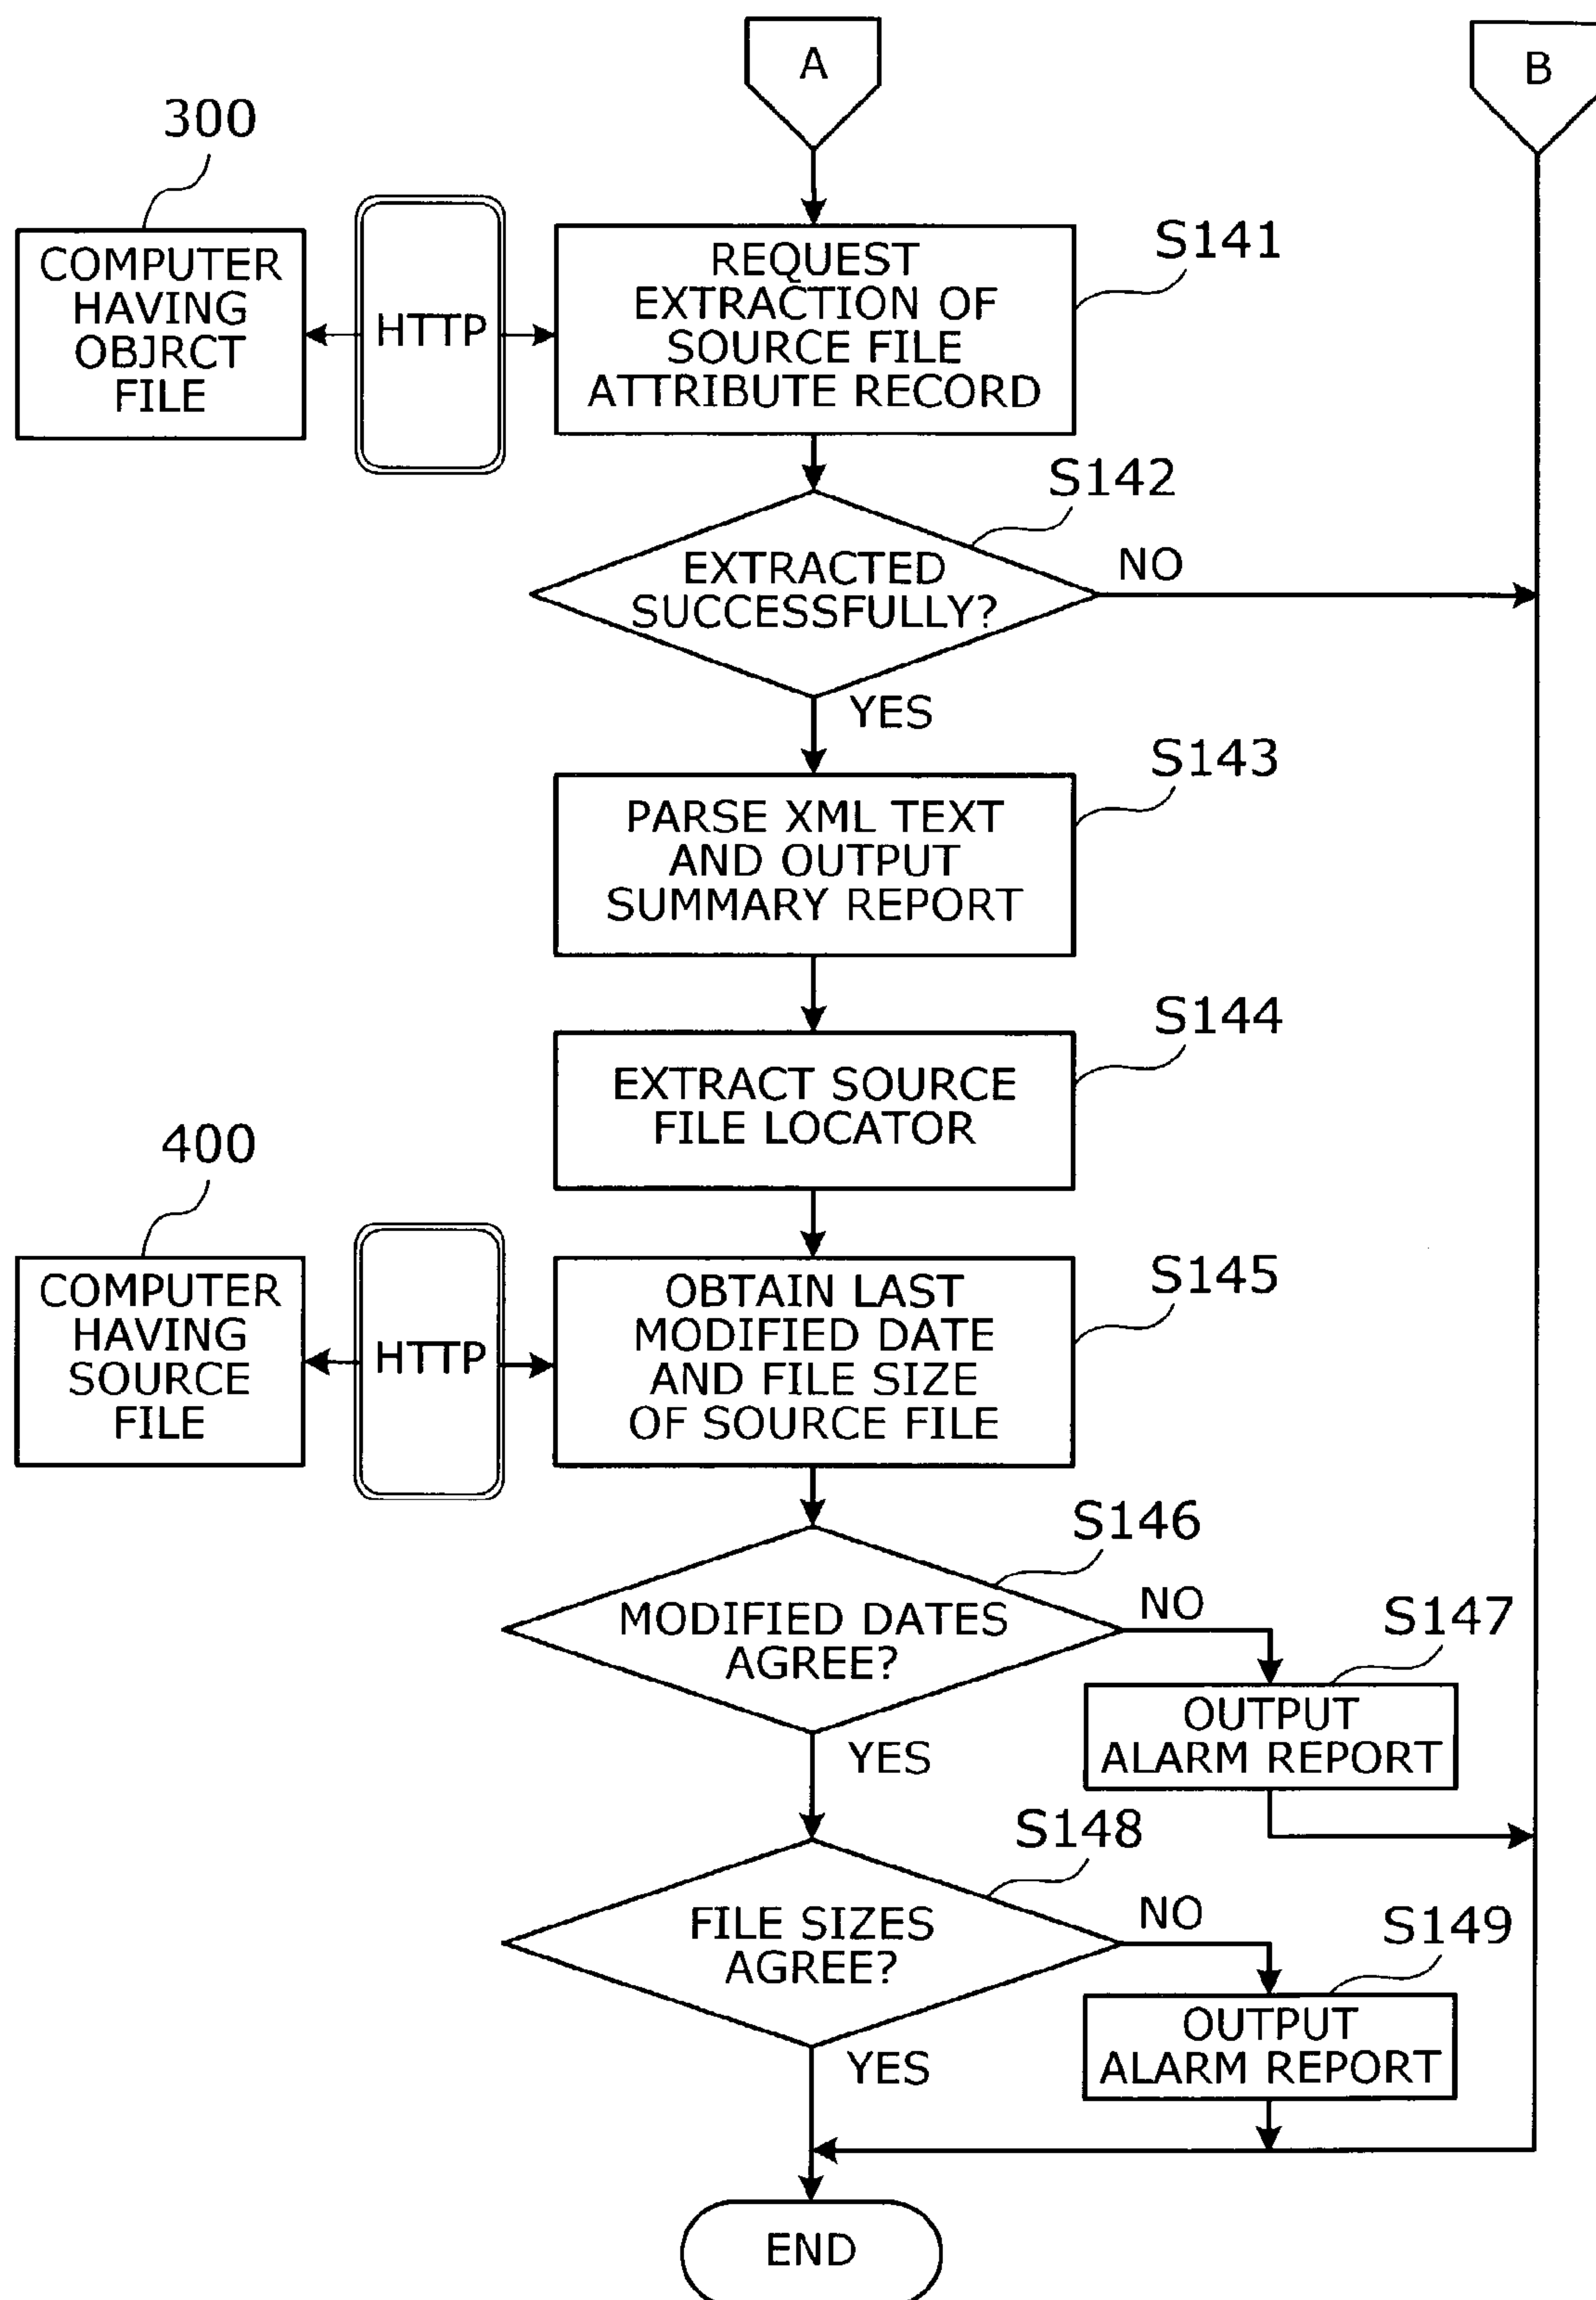 A
B
300
COMPUTER
HAVING
OBJRCT
FILE
HTTP
REQUEST
EXTRACTION OF
SOURCE FILE
ATTRIBUTE RECORD
S141
S142
EXTRACTED
SUCCESSFULLY?
NO
YES
S143
PARSE XML TEXT
AND OUTPUT
SUMMARY REPORT
S144
EXTRACT SOURCE
FILE LOCATOR
400
COMPUTER
HAVING
SOURCE
FILE
HTTP
OBTAIN LAST
MODIFIED DATE
AND FILE SIZE
OF SOURCE FILE
S145
S146
MODIFIED DATES
AGREE?
NO
YES
S147
OUTPUT
ALARM REPORT
S148
FILE SIZES
AGREE?
NO
YES
S149
OUTPUT
ALARM REPORT
END